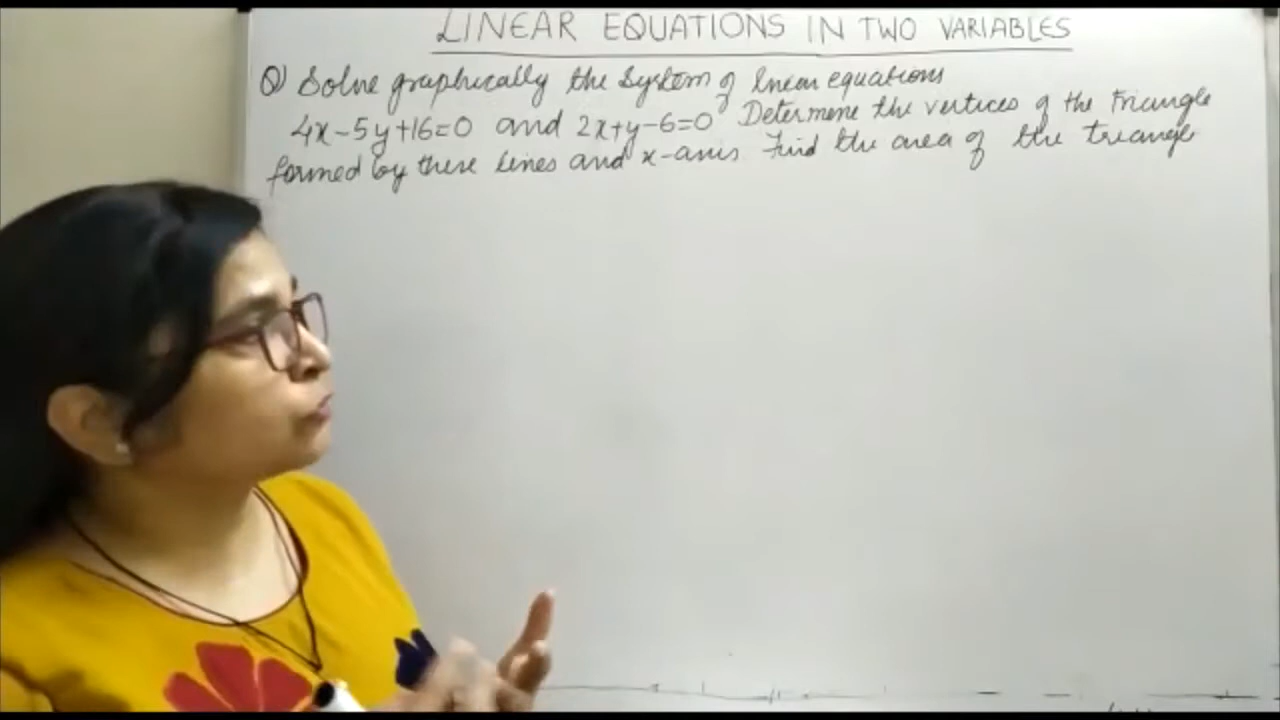 LINEAR EQUATIONS IN TWO VARIABLES
Q) Solve graphically the system of linear equations
4x-5y+16=0 and 2x+y-6=0 Determine the vertices of the triangle
formed by these lines and x-axis. Find the area of the triangle